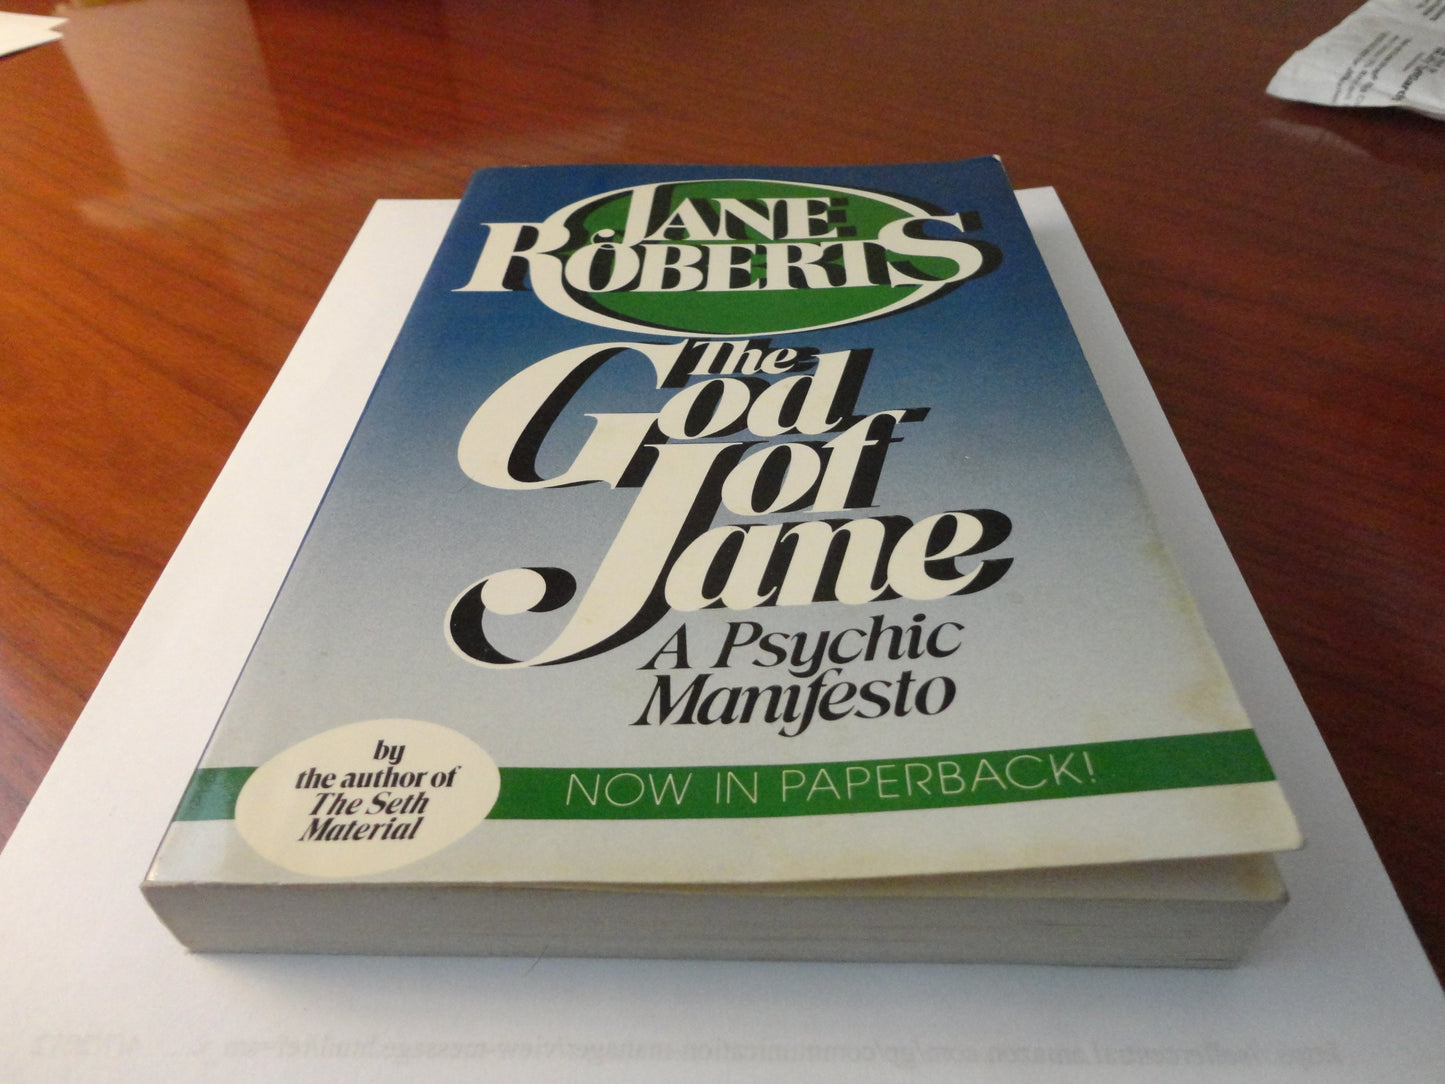 JANE
ROBERTS
The
God
of
Jane
A Psychic
Manifesto
by
the author of
The Seth
Material
NOW IN PAPERBACK!